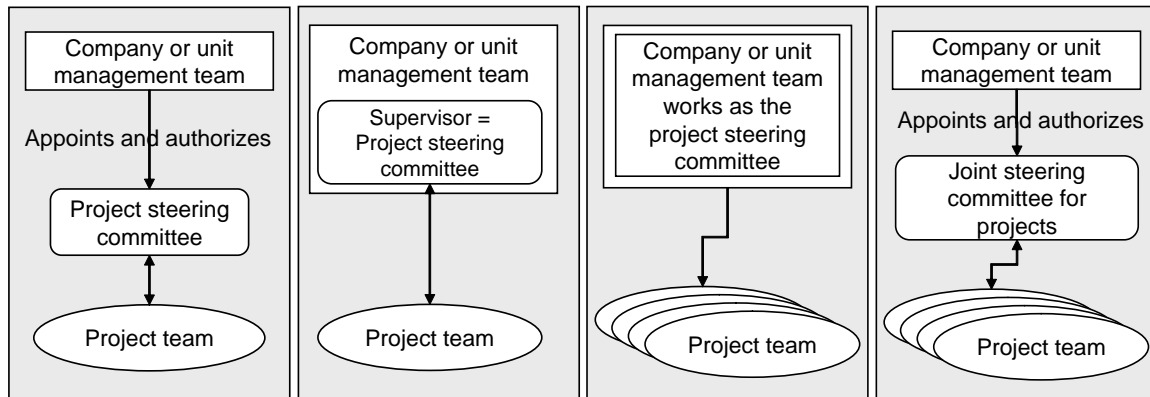 Company or unit
management team
Appoints and authorizes
Project steering
committee
Project team
Company or unit
management team
Supervisor =
Project steering
committee
Project team
Company or unit
management team
works as the
project steering
committee
Project team
Company or unit
management team
Appoints and authorizes
Joint steering
committee for
projects
Project team